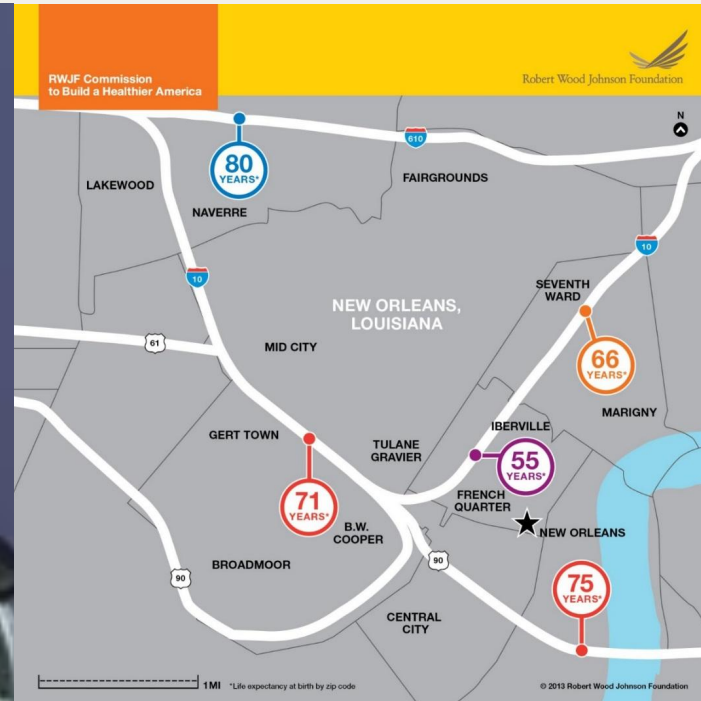 RWJF Commission
to Build a Healthier America
Robert Wood Johnson Foundation
N
610
80
YEARS*
LAKEWOOD
FAIRGROUNDS
NAVERRE
10
10
SEVENTH
WARD
NEW ORLEANS,
LOUISIANA
61
MID CITY
66
YEARS*
MARIGNY
IBERVILLE
GERT TOWN
TULANE
GRAVIER
55
YEARS*
71
YEARS*
FRENCH
QUARTER
B.W.
COOPER
NEW ORLEANS
90
BROADMOOR
90
75
YEARS*
CENTRAL
CITY
1 MI
*Life expectancy at birth by zip code
© 2013 Robert Wood Johnson Foundation